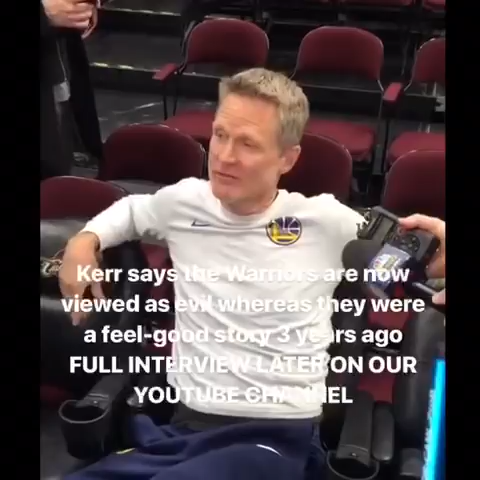 Kerr says the Warriors are now
viewed as evil whereas they were
a feel-good story 3 years ago
FULL INTERVIEW LATER ON OUR
YOUTUBE CHANNEL